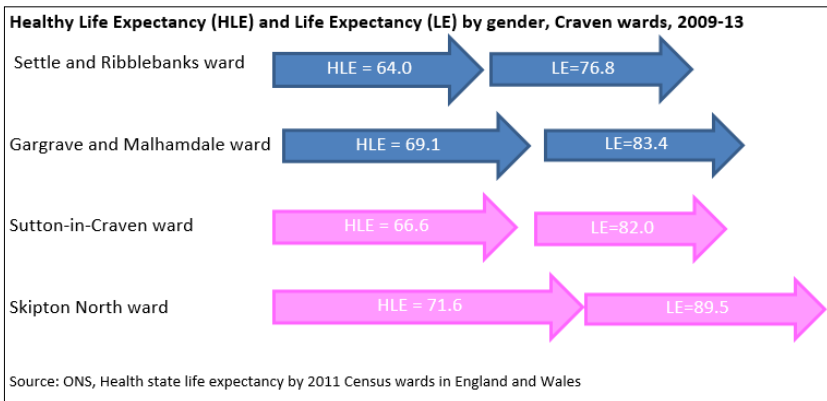 Healthy Life Expectancy (HLE) and Life Expectancy (LE) by gender, Craven wards, 2009-13
Settle and Ribblebanks ward HLE = 64.0 LE=76.8
Gargrave and Malhamdale ward HLE = 69.1 LE=83.4
Sutton-in-Craven ward HLE = 66.6 LE=82.0
Skipton North ward HLE = 71.6 LE=89.5
Source: ONS, Health state life expectancy by 2011 Census wards in England and Wales